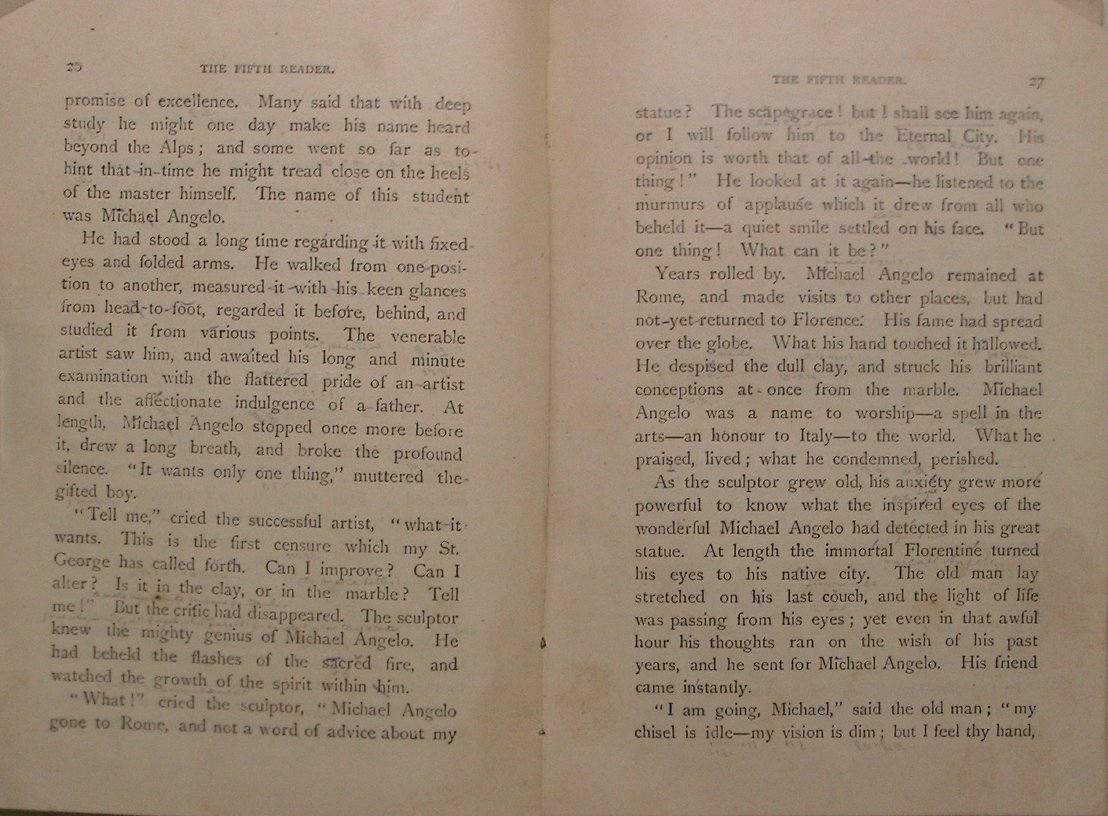 26 THE FIFTH READER.
promise of excellence. Many said that with deep
study he might one day make his name heard
beyond the Alps; and some went so far as to
hint that in time he might tread close on the heels
of the master himself. The name of this student
was Michael Angelo.
He had stood a long time regarding it with fixed
eyes and folded arms. He walked from one posi-
tion to another, measured it with his keen glances
from head to foot, regarded it before, behind, and
studied it from various points. The venerable
artist saw him, and awaited his long and minute
examination with the flattered pride of an artist
and the affectionate indulgence of a father. At
length, Michael Angelo stopped once more before
it, drew a long breath, and broke the profound
silence. "It wants only one thing," muttered the
gifted boy.
"Tell me," cried the successful artist, "what it
wants. This is the first censure which my St.
George has called forth. Can I improve? Can I
alter? Is it in the clay, or in the marble? Tell
me!" But the critic had disappeared. The sculptor
knew the mighty genius of Michael Angelo. He
had beheld the flashes of the sacred fire, and
watched the growth of the spirit within him.
"What!" cried the sculptor, "Michael Angelo
gone to Rome, and not a word of advice about my
THE FIFTH READER. 27
statue? The scapegrace! but I shall see him again,
or I will follow him to the Eternal City. His
opinion is worth that of all the world! But one
thing!" He looked at it again—he listened to the
murmurs of applause which it drew from all who
beheld it—a quiet smile settled on his face. "But
one thing! What can it be?"
Years rolled by. Michael Angelo remained at
Rome, and made visits to other places, but had
not yet returned to Florence. His fame had spread
over the globe. What his hand touched it hallowed.
He despised the dull clay, and struck his brilliant
conceptions at once from the marble. Michael
Angelo was a name to worship—a spell in the
arts—an honour to Italy—to the world. What he
praised, lived; what he condemned, perished.
As the sculptor grew old, his anxiety grew more
powerful to know what the inspired eyes of the
wonderful Michael Angelo had detected in his great
statue. At length the immortal Florentine turned
his eyes to his native city. The old man lay
stretched on his last couch, and the light of life
was passing from his eyes; yet even in that awful
hour his thoughts ran on the wish of his past
years, and he sent for Michael Angelo. His friend
came instantly.
"I am going, Michael," said the old man; "my
chisel is idle—my vision is dim; but I feel thy hand,